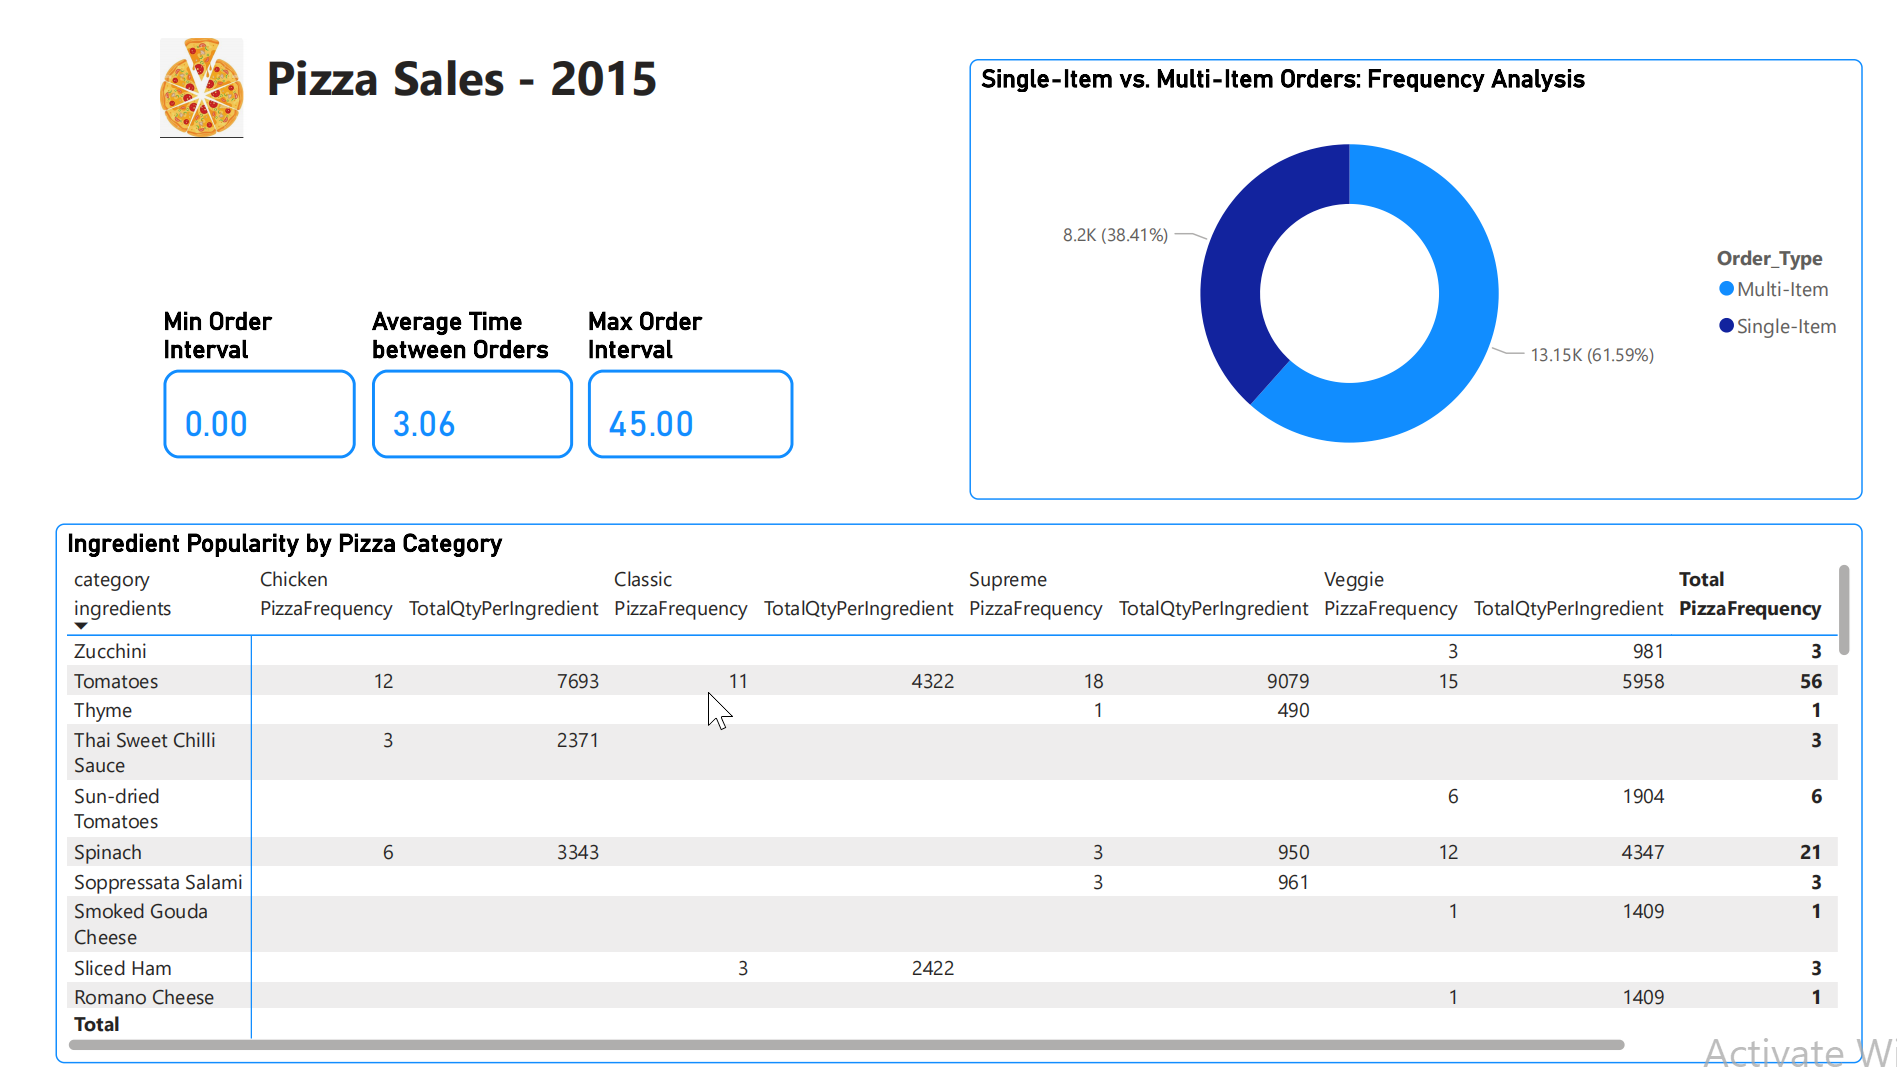 Pizza Sales - 2015
Single-Item vs. Multi-Item Orders: Frequency Analysis
8.2K (38.41%)
13.15K (61.59%)
Order_Type
Multi-Item
Single-Item
Min Order
Interval
0.00
Average Time
between Orders
3.06
Max Order
Interval
45.00
Ingredient Popularity by Pizza Category
category Chicken Classic Supreme Veggie Total
ingredients PizzaFrequency TotalQtyPerIngredient PizzaFrequency TotalQtyPerIngredient PizzaFrequency TotalQtyPerIngredient PizzaFrequency TotalQtyPerIngredient PizzaFrequency
Zucchini 3 981 3
Tomatoes 12 7693 11 4322 18 9079 15 5958 56
Thyme 1 490 1
Thai Sweet Chilli 3 2371 3
Sauce
Sun-dried 6 1904 6
Tomatoes
Spinach 6 3343 3 950 12 4347 21
Soppressata Salami 3 961 3
Smoked Gouda 1 1409 1
Cheese
Sliced Ham 3 2422 3
Romano Cheese 1 1409 1
Total
Activate Wi